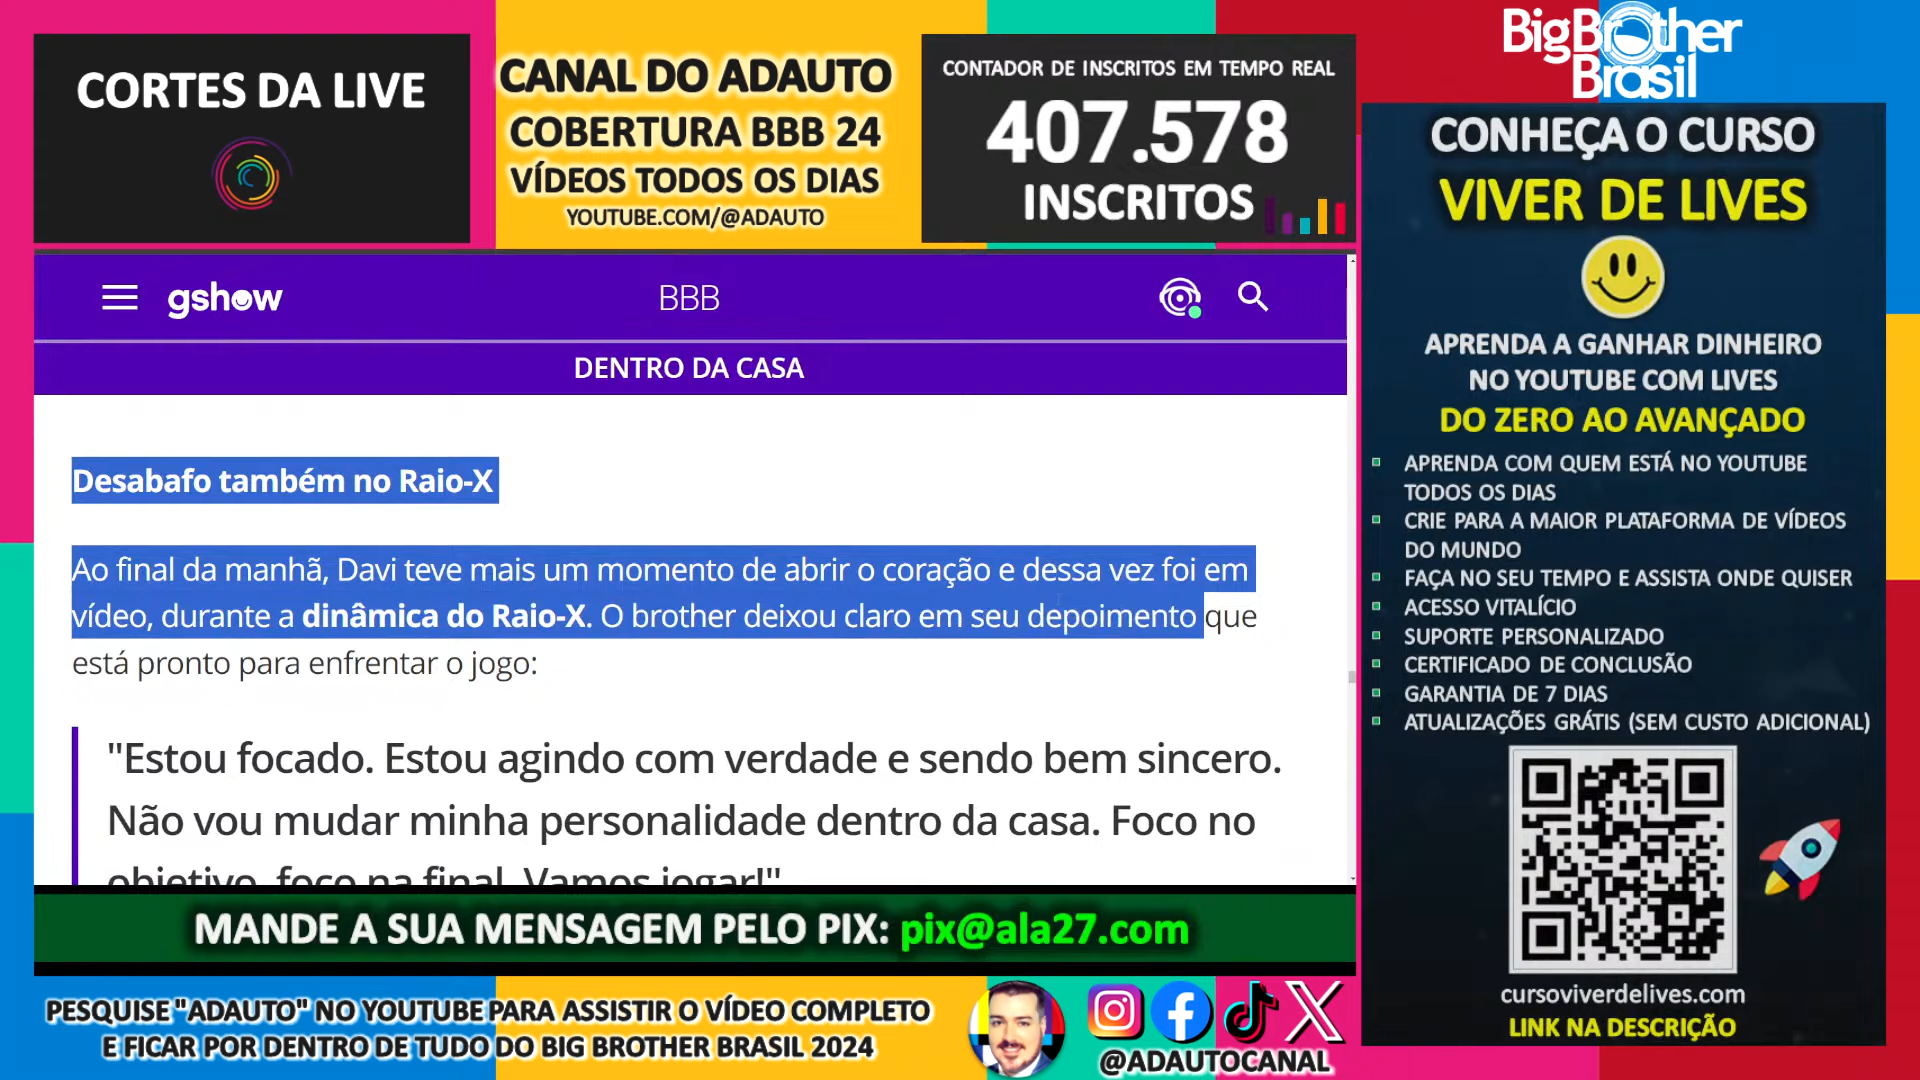 CORTES DA LIVE
CANAL DO ADAUTO
COBERTURA BBB 24
VÍDEOS TODOS OS DIAS
YOUTUBE.COM/@ADAUTO
CONTADOR DE INSCRITOS EM TEMPO REAL
407.578
INSCRITOS
BigBrother
Brasil
gshow
BBB
DENTRO DA CASA
Desabafo também no Raio-X
Ao final da manhã, Davi teve mais um momento de abrir o coração e dessa vez foi em
vídeo, durante a dinâmica do Raio-X. O brother deixou claro em seu depoimento que
está pronto para enfrentar o jogo:
"Estou focado. Estou agindo com verdade e sendo bem sincero.
Não vou mudar minha personalidade dentro da casa. Foco no
objetivo, foco na final. Vamos jogar!"
MANDE A SUA MENSAGEM PELO PIX: pix@ala27.com
PESQUISE "ADAUTO" NO YOUTUBE PARA ASSISTIR O VÍDEO COMPLETO
E FICAR POR DENTRO DE TUDO DO BIG BROTHER BRASIL 2024
@ADAUTOCANAL
CONHEÇA O CURSO
VIVER DE LIVES
APRENDA A GANHAR DINHEIRO
NO YOUTUBE COM LIVES
DO ZERO AO AVANÇADO
APRENDA COM QUEM ESTÁ NO YOUTUBE
TODOS OS DIAS
CRIE PARA A MAIOR PLATAFORMA DE VÍDEOS
DO MUNDO
FAÇA NO SEU TEMPO E ASSISTA ONDE QUISER
ACESSO VITALÍCIO
SUPORTE PERSONALIZADO
CERTIFICADO DE CONCLUSÃO
GARANTIA DE 7 DIAS
ATUALIZAÇÕES GRÁTIS (SEM CUSTO ADICIONAL)
cursoviverdelives.com
LINK NA DESCRIÇÃO